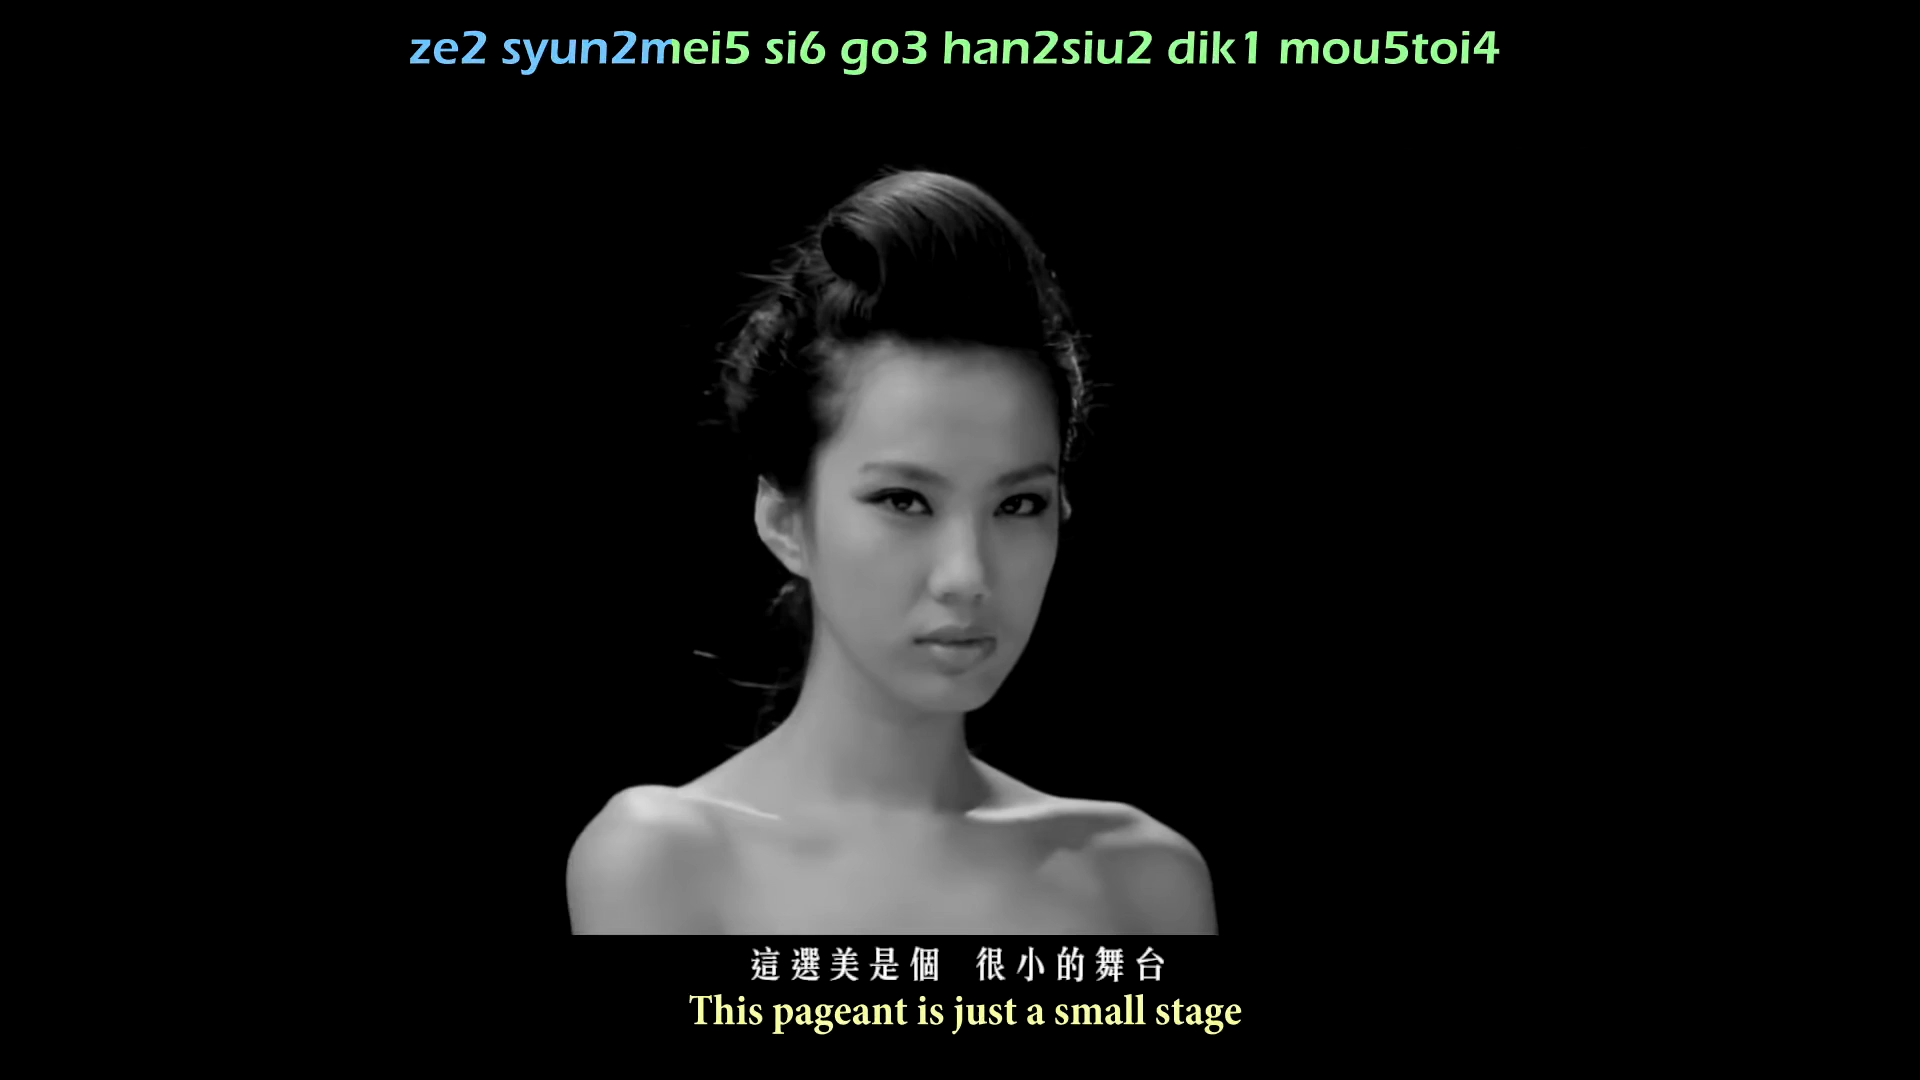 ze2 syun2mei5 si6 go3 han2siu2 dik1 mou5toi4
這選美是個 很小的舞台
This pageant is just a small stage